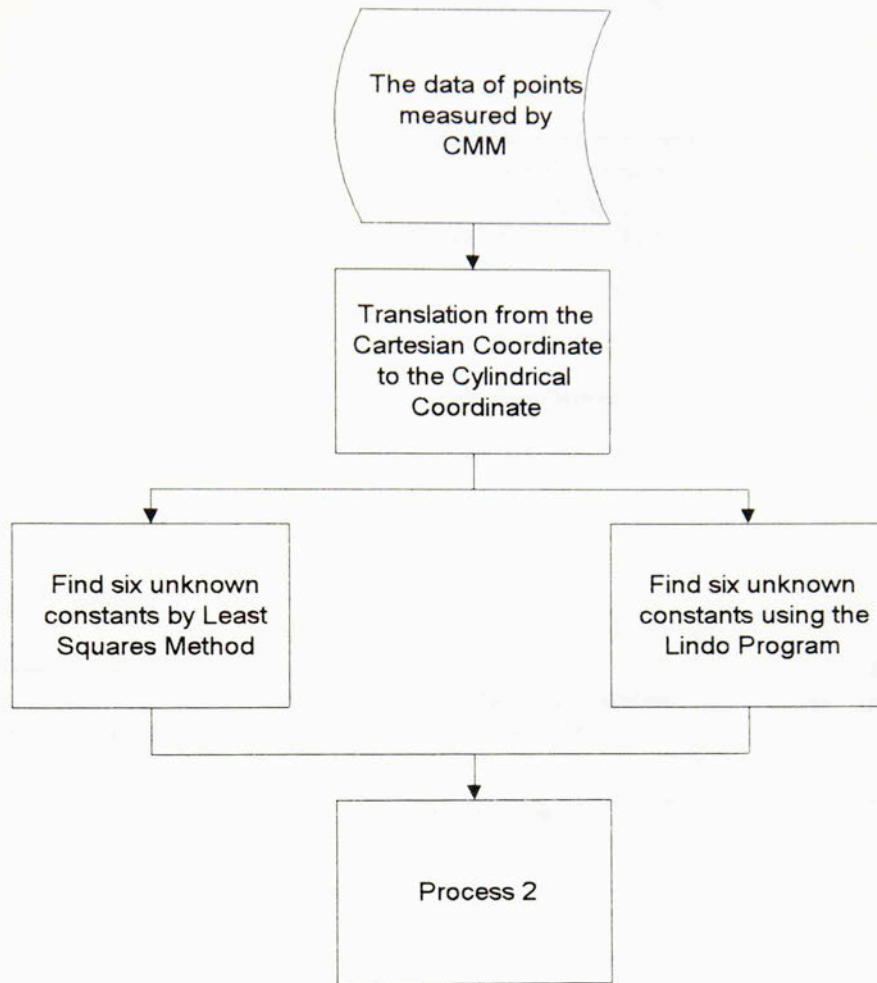 The data of points
measured by
CMM
Translation from the
Cartesian Coordinate
to the Cylindrical
Coordinate
Find six unknown
constants by Least
Squares Method
Find six unknown
constants using the
Lindo Program
Process 2